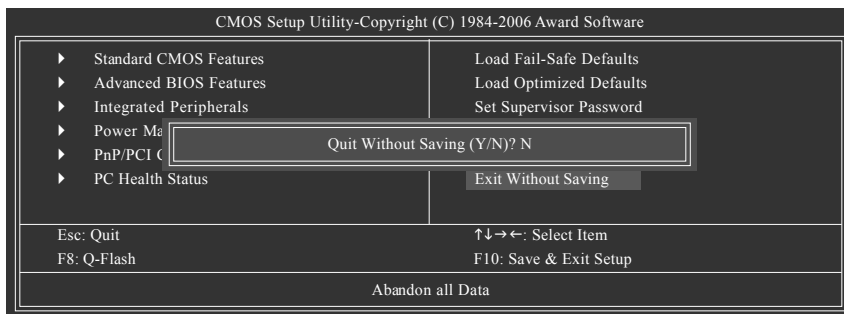 CMOS Setup Utility-Copyright (C) 1984-2006 Award Software
Standard CMOS Features
Advanced BIOS Features
Integrated Peripherals
Power
PnP/PCI
PC Health Status
Load Fail-Safe Defaults
Load Optimized Defaults
Set Supervisor Password
Quit Without Saving (Y/N)? N
Exit Without Saving
Esc: Quit
↑↓→←: Select Item
F8: Q-Flash
F10: Save & Exit Setup
Abandon all Data